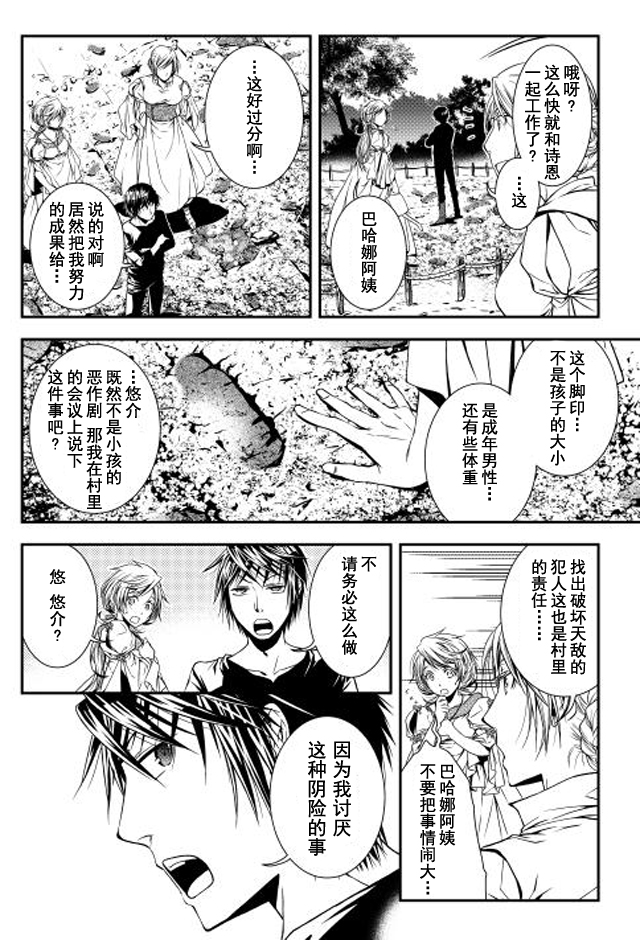 哦呀？
这么快就和诗恩
一起工作了？
…这
巴哈娜阿姨
…这好过分啊…
说的对啊
居然把我努力
的成果给…
这个脚印…
不是孩子的大小
是成年男性…
还有些体重
…悠介
既然不是小孩的
恶作剧 那我在村里
的会议上说下
这件事吧？
找出破坏天敌的
犯人这也是村里
的责任……
巴哈娜阿姨
不要把事情闹
大…
不
请务必这么做
悠 悠介？
因为我讨厌
这种阴险的事